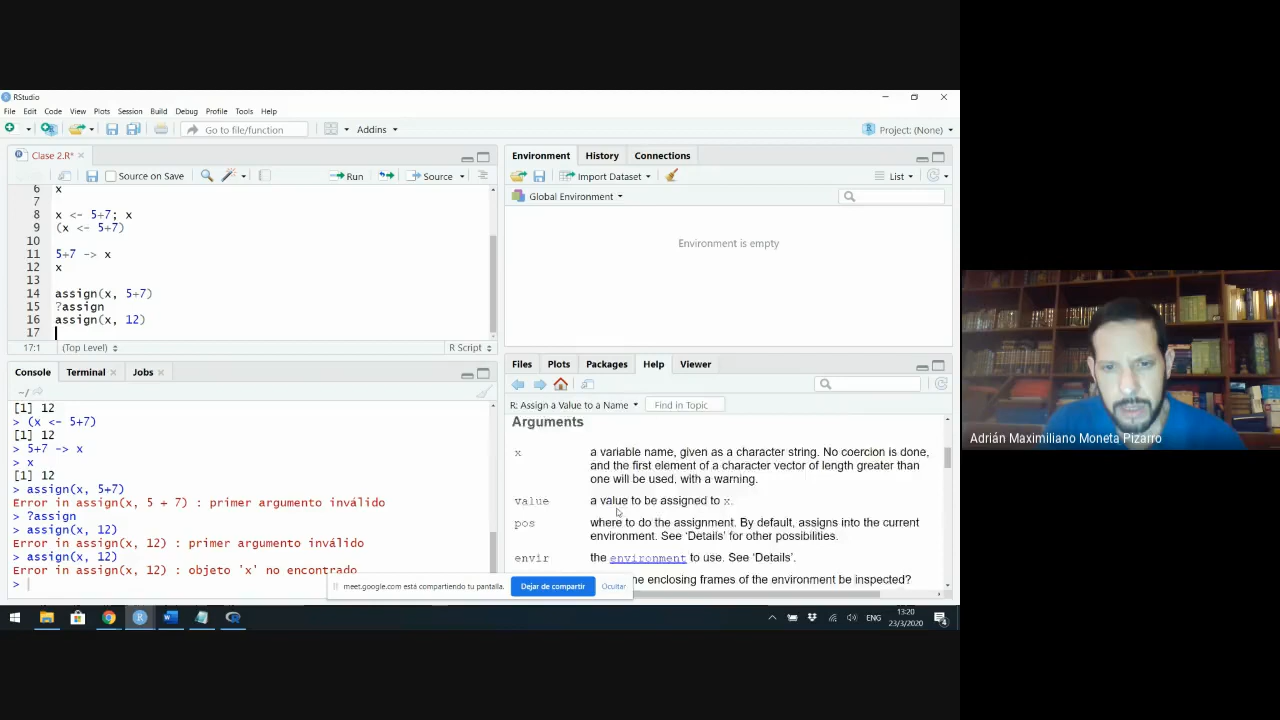 RStudio
File Edit Code View Plots Session Build Debug Profile Tools Help
Go to file/function
Addins
Project: (None)
Clase 2.R*
Source on Save
Run
Source
6 x
7
8 x <- 5+7; x
9 (x <- 5+7)
10
11 5+7 -> x
12 x
13
14 assign(x, 5+7)
15 ?assign
16 assign(x, 12)
17
17:1 (Top Level) R Script
Console Terminal Jobs
~/
[1] 12
> (x <- 5+7)
[1] 12
> 5+7 -> x
> x
[1] 12
> assign(x, 5+7)
Error in assign(x, 5 + 7) : primer argumento inválido
> ?assign
> assign(x, 12)
Error in assign(x, 12) : primer argumento inválido
> assign(x, 12)
Error in assign(x, 12) : objeto 'x' no encontrado
>
Environment History Connections
Import Dataset
List
Global Environment
Environment is empty
Files Plots Packages Help Viewer
R: Assign a Value to a Name
Find in Topic
Arguments
x a variable name, given as a character string. No coercion is done,
and the first element of a character vector of length greater than
one will be used, with a warning.
value a value to be assigned to x.
pos where to do the assignment. By default, assigns into the current
environment. See ‘Details’ for other possibilities.
envir the environment to use. See ‘Details’.
enclosing frames of the environment be inspected?
meet.google.com está compartiendo tu pantalla.
Dejar de compartir
Ocultar
ENG
13:20
23/3/2020
4
Adrián Maximiliano Moneta Pizarro